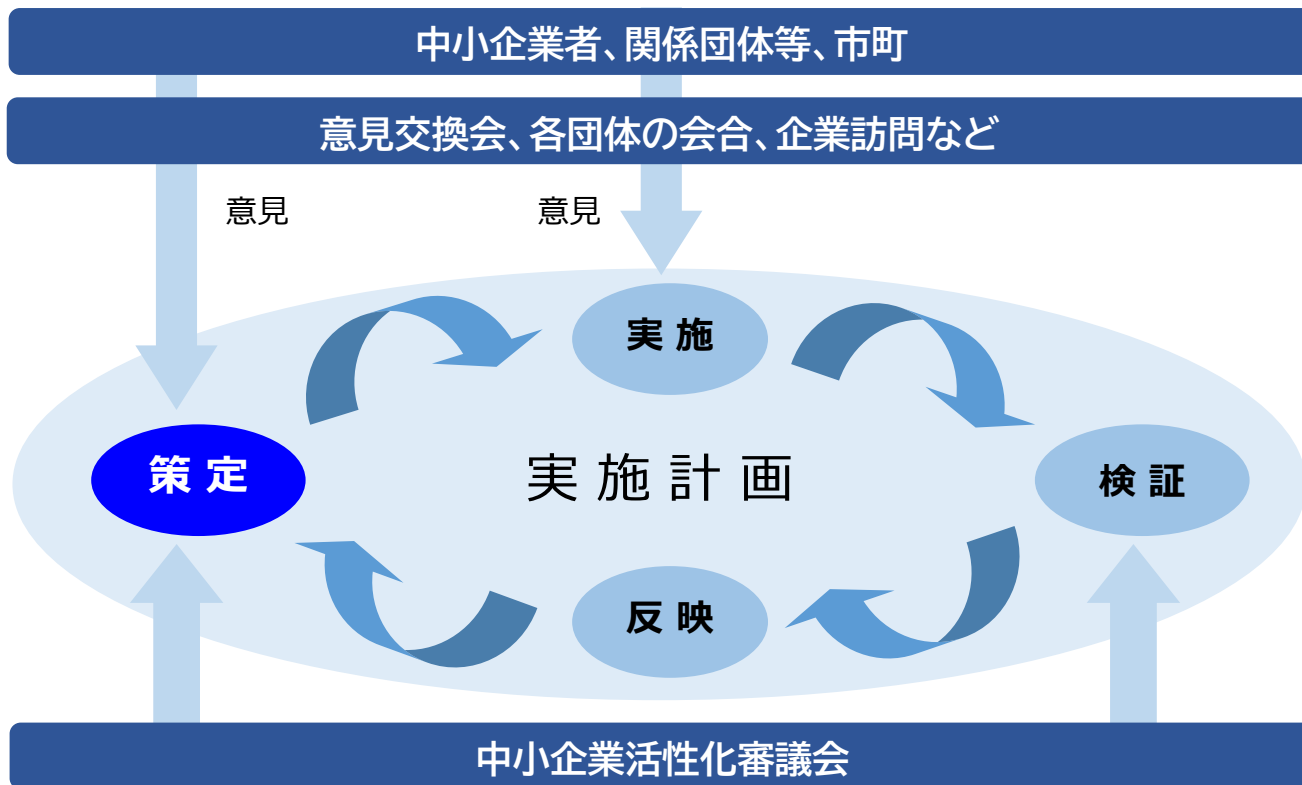 中小企業者、関係団体等、市町
意見交換会、各団体の会合、企業訪問など
意見
意見
実 施
策 定
実 施 計 画
検 証
反 映
中小企業活性化審議会